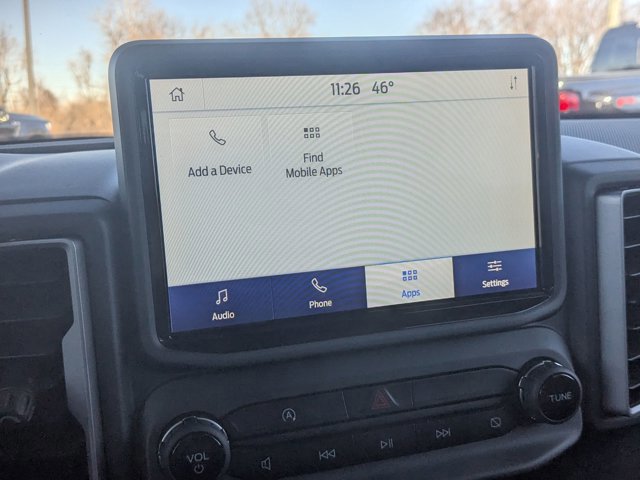 11:26 46°
Add a Device
Find
Mobile Apps
Audio
Phone
Apps
Settings
VOL
TUNE